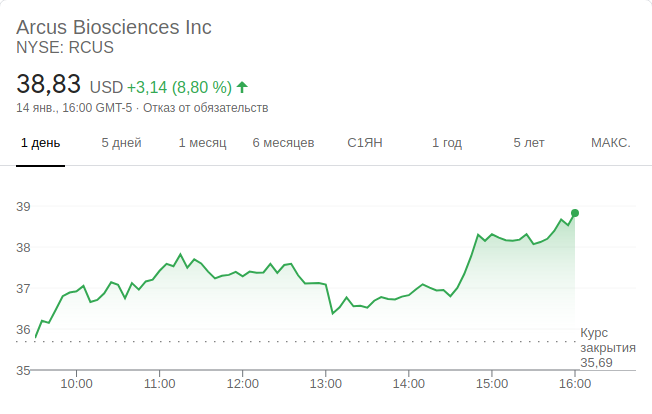 Arcus Biosciences Inc
NYSE: RCUS
38,83 USD +3,14 (8,80 %)
14 янв., 16:00 GMT-5 · Отказ от обязательств
1 день 5 дней 1 месяц 6 месяцев С1ЯН 1 год 5 лет МАКС.
39
38
37
36
35
Курс
закрытия
35,69
10:00 11:00 12:00 13:00 14:00 15:00 16:00